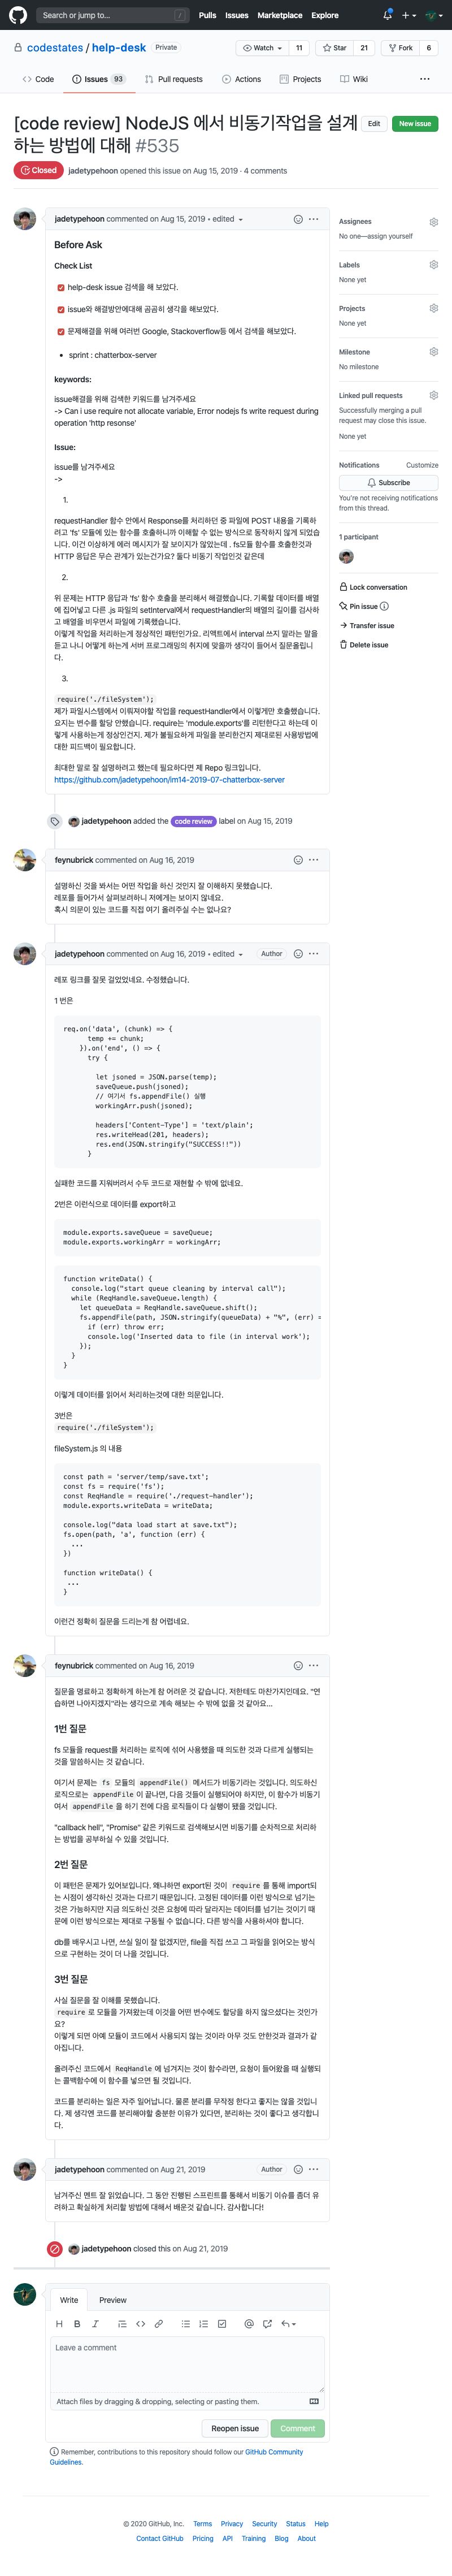 Search or jump to...
/
Pulls Issues Marketplace Explore
codestates / help-desk Private
Watch 11 Star 21 Fork 6
Code Issues 93 Pull requests Actions Projects Wiki
[code review] NodeJS 에서 비동기작업을 설계
하는 방법에 대해 #535
Edit New issue
Closed jadetypehoon opened this issue on Aug 15, 2019 · 4 comments
jadetypehoon commented on Aug 15, 2019 • edited
Before Ask
Check List
help-desk issue 검색을 해 보았다.
issue와 해결방안에대해 곰곰히 생각을 해보았다.
문제해결을 위해 여러번 Google, Stackoverflow등 에서 검색을 해보았다.
• sprint : chatterbox-server
keywords:
issue해결을 위해 검색한 키워드를 남겨주세요
-> Can i use require not allocate variable, Error nodejs fs write request during
operation 'http resonse'
Issue:
issue를 남겨주세요
->
1.
requestHandler 함수 안에서 Response를 처리하던 중 파일에 POST 내용을 기록하
려고 'fs' 모듈에 있는 함수를 호출하니까 이해할 수 없는 방식으로 동작하지 않게 되었습
니다. 이건 이상하게 에러 메시지가 잘 보이지가 않았는데 . fs모듈 함수를 호출한것과
HTTP 응답은 무슨 관계가 있는건가요? 둘다 비동기 작업인것 같은데
2.
위 문제는 HTTP 응답과 'fs' 함수 호출을 분리해서 해결했습니다. 기록할 데이터를 배열
에 집어넣고 다른 .js 파일의 setInterval에서 requestHandler의 배열의 길이를 검사하
고 배열을 비우면서 파일에 기록했습니다.
이렇게 작업을 처리하는게 정상적인 패턴인가요. 리액트에서 interval 쓰지 말라는 말을
듣고 나니 어떻게 하는게 서버 프로그래밍의 취지에 맞을까 생각이 들어서 질문올립니
다.
3.
require('./fileSystem');
제가 파일시스템에서 이뤄져야할 작업을 requestHandler에서 이렇게만 호출했습니다.
요지는 변수를 할당 안했습니다. require는 'module.exports'를 리턴한다고 하는데 이
렇게 사용하는게 정상인건지. 제가 불필요하게 파일을 분리한건지 제대로된 사용방법에
대한 피드백이 필요합니다.
최대한 말로 잘 설명하려고 했는데 필요하다면 제 Repo 링크입니다.
https://github.com/jadetypehoon/im14-2019-07-chatterbox-server
jadetypehoon added the code review label on Aug 15, 2019
Assignees
No one—assign yourself
Labels
None yet
Projects
None yet
Milestone
No milestone
Linked pull requests
Successfully merging a pull
request may close this issue.
None yet
Notifications Customize
Subscribe
You're not receiving notifications
from this thread.
1 participant
Lock conversation
Pin issue
Transfer issue
Delete issue
feynubrick commented on Aug 16, 2019
설명하신 것을 봐서는 어떤 작업을 하신 것인지 잘 이해하지 못했습니다.
레포를 들어가서 살펴보려하니 저에게는 보이지 않네요.
혹시 의문이 있는 코드를 직접 여기 올려주실 수는 없나요?
jadetypehoon commented on Aug 16, 2019 • edited Author
레포 링크를 잘못 걸었었네요. 수정했습니다.
1 번은
req.on('data', (chunk) => {
temp += chunk;
}).on('end', () => {
try {
let jsoned = JSON.parse(temp);
saveQueue.push(jsoned);
// 여기서 fs.appendFile() 실행
workingArr.push(jsoned);
headers['Content-Type'] = 'text/plain';
res.writeHead(201, headers);
res.end(JSON.stringify("SUCCESS!!"))
}
실패한 코드를 지워버려서 수두 코드로 재현할 수 밖에 없네요.
2번은 이런식으로 데이터를 export하고
module.exports.saveQueue = saveQueue;
module.exports.workingArr = workingArr;
function writeData() {
console.log("start queue cleaning by interval call");
while (ReqHandle.saveQueue.length) {
let queueData = ReqHandle.saveQueue.shift();
fs.appendFile(path, JSON.stringify(queueData) + "%", (err) =
if (err) throw err;
console.log('Inserted data to file (in interval work');
});
}
}
이렇게 데이터를 읽어서 처리하는것에 대한 의문입니다.
3번은
require('./fileSystem');
fileSystem.js 의 내용
const path = 'server/temp/save.txt';
const fs = require('fs');
const ReqHandle = require('./request-handler');
module.exports.writeData = writeData;
console.log("data load start at save.txt");
fs.open(path, 'a', function (err) {
...
})
function writeData() {
...
}
이런건 정확히 질문을 드리는게 참 어렵네요.
feynubrick commented on Aug 16, 2019
질문을 명료하고 정확하게 하는게 참 어려운 것 같습니다. 저한테도 마찬가지인데요. "연
습하면 나아지겠지"라는 생각으로 계속 해보는 수 밖에 없을 것 같아요...
1번 질문
fs 모듈을 request를 처리하는 로직에 섞어 사용했을 때 의도한 것과 다르게 실행되는
것을 말씀하시는 것 같습니다.
여기서 문제는 fs 모듈의 appendFile() 메서드가 비동기라는 것입니다. 의도하신
로직으로는 appendFile 이 끝나면, 다음 것들이 실행되어야 하지만, 이 함수가 비동기
여서 appendFile 을 하기 전에 다음 로직들이 다 실행이 됐을 것입니다.
"callback hell", "Promise" 같은 키워드로 검색해보시면 비동기를 순차적으로 처리하
는 방법을 공부하실 수 있을 것입니다.
2번 질문
이 패턴은 문제가 있어보입니다. 왜냐하면 export된 것이 require 를 통해 import되
는 시점이 생각하신 것과는 다르기 때문입니다. 고정된 데이터를 이런 방식으로 넘기는
것은 가능하지만 지금 의도하신 것은 요청에 따라 달라지는 데이터를 넘기는 것이기 때
문에 이런 방식으로는 제대로 구동될 수 없습니다. 다른 방식을 사용하셔야 합니다.
db를 배우시고 나면, 쓰실 일이 잘 없겠지만, file을 직접 쓰고 그 파일을 읽어오는 방식
으로 구현하는 것이 더 나을 것입니다.
3번 질문
사실 질문을 잘 이해를 못했습니다.
require 로 모듈을 가져왔는데 이것을 어떤 변수에도 할당을 하지 않으셨다는 것인가
요?
이렇게 되면 아예 모듈이 코드에서 사용되지 않는 것이라 아무 것도 안한것과 결과가 같
아집니다.
올려주신 코드에서 ReqHandle 에 넘겨지는 것이 함수라면, 요청이 들어왔을 때 실행되
는 콜백함수에 이 함수를 넣으면 될 것입니다.
코드를 분리하는 일은 자주 일어납니다. 물론 분리를 무작정 한다고 좋지는 않을 것입니
다. 제 생각엔 코드를 분리해야할 충분한 이유가 있다면, 분리하는 것이 좋다고 생각합니
다.
jadetypehoon commented on Aug 21, 2019 Author
남겨주신 멘트 잘 읽었습니다. 그 동안 진행된 스프린트를 통해서 비동기 이슈를 좀더 유
려하고 확실하게 처리할 방법에 대해서 배운것 같습니다. 감사합니다!
jadetypehoon closed this on Aug 21, 2019
Write Preview
Leave a comment
Attach files by dragging & dropping, selecting or pasting them.
Reopen issue Comment
Remember, contributions to this repository should follow our GitHub Community
Guidelines.
© 2020 GitHub, Inc. Terms Privacy Security Status Help
Contact GitHub Pricing API Training Blog About